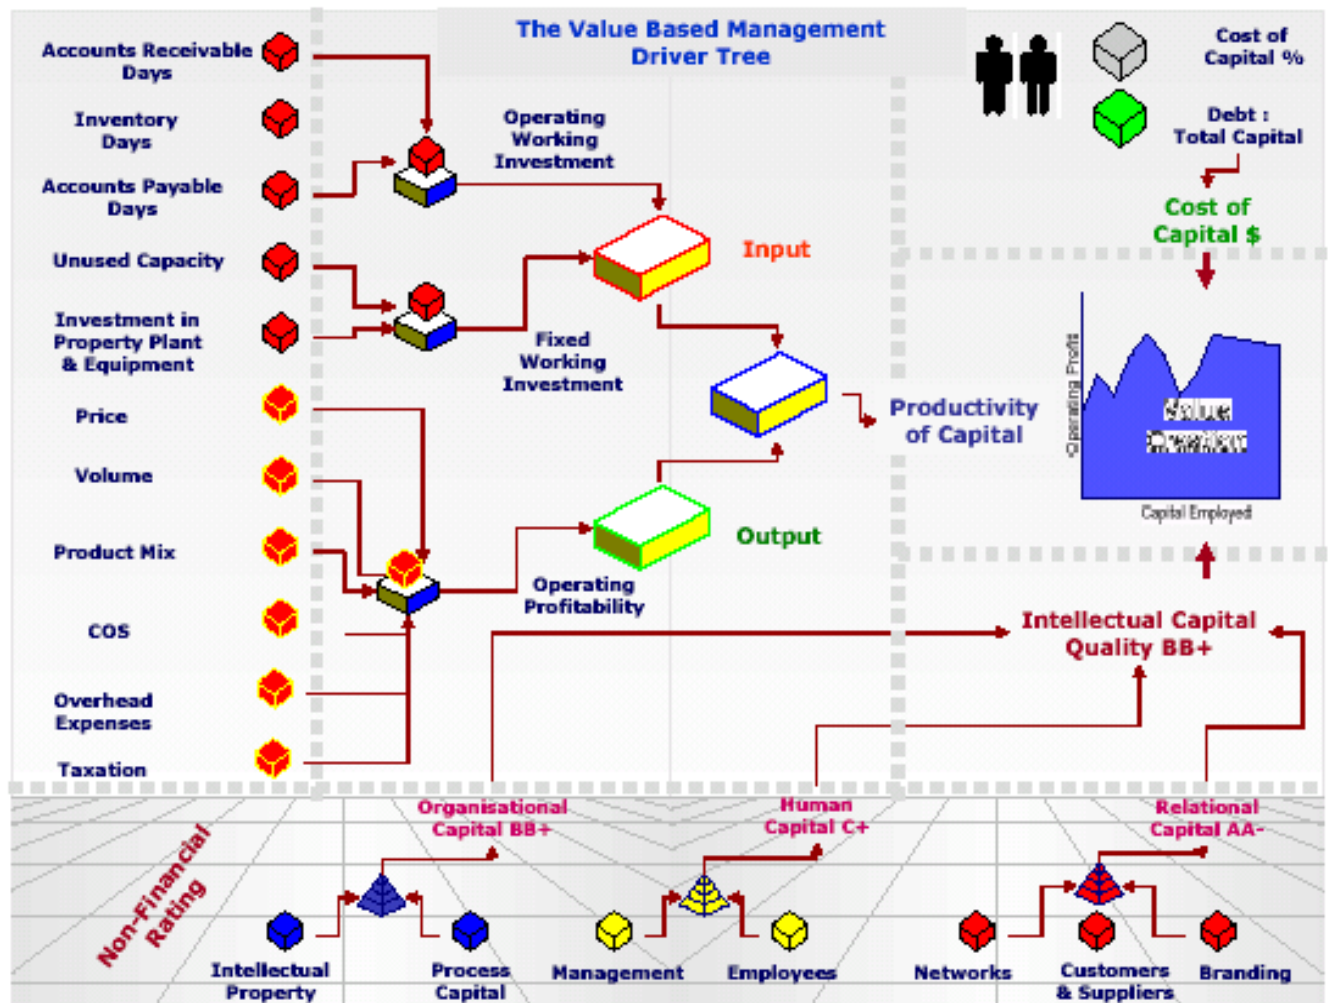 The Value Based Management
Driver Tree
Accounts Receivable
Days
Inventory
Days
Accounts Payable
Days
Unused Capacity
Investment in
Property Plant
& Equipment
Price
Volume
Product Mix
COS
Overhead
Expenses
Taxation
Operating
Working
Investment
Input
Fixed
Working
Investment
Productivity
of Capital
Output
Operating
Profitability
Cost of
Capital %
Debt :
Total Capital
Cost of
Capital $
Operating Profit
Value
Creation
Capital Employed
Intellectual Capital
Quality BB+
Non-Financial
Rating
Organisational
Capital BB+
Human
Capital C+
Relational
Capital AA-
Intellectual
Property
Process
Capital
Management
Employees
Networks
Customers
& Suppliers
Branding